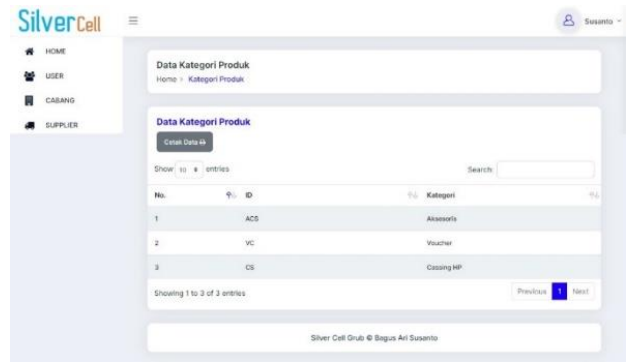 SilverCell
Susanto
HOME
USER
CABANG
SUPPLIER
Data Kategori Produk
Home > Kategori Produk
Data Kategori Produk
Cetak Data
Show 10 entries Search:
No. ID Kategori
1 ACS Aksesoris
2 VC Voucher
3 CS Cassing HP
Showing 1 to 3 of 3 entries Previous 1 Next
Silver Cell Grub © Bagus Ari Susanto